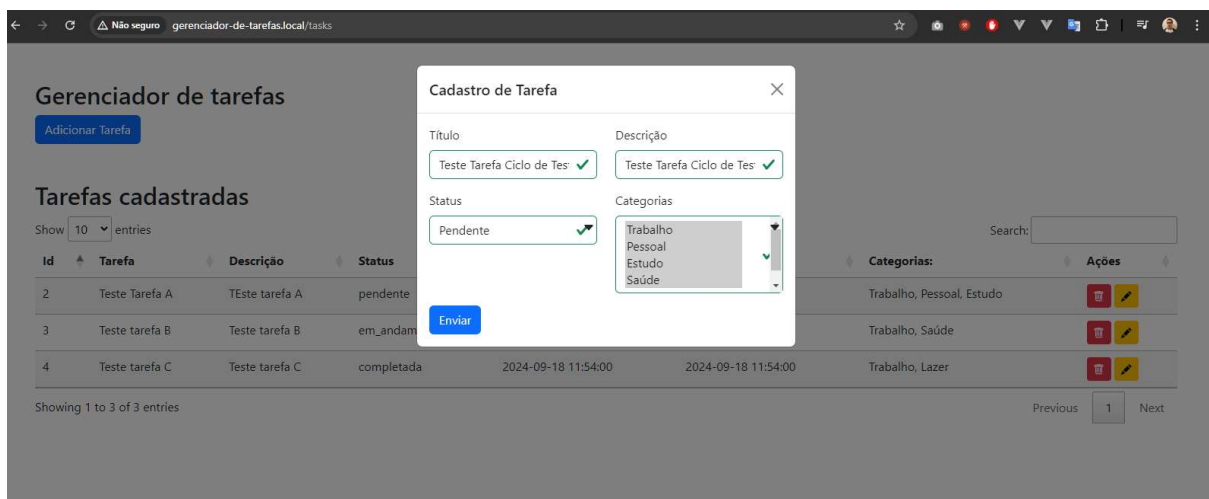 Não seguro gerenciador-de-tarefas.local/tasks
Gerenciador de tarefas
Adicionar Tarefa
Cadastro de Tarefa
Título Descrição
Teste Tarefa Ciclo de Tes Teste Tarefa Ciclo de Tes
Status Categorias
Pendente
Trabalho
Pessoal
Estudo
Saúde
Enviar
Tarefas cadastradas
Show 10 entries Search:
Id Tarefa Descrição Status Categorias: Ações
2 Teste Tarefa A TEste tarefa A pendente Trabalho, Pessoal, Estudo
3 Teste tarefa B Teste tarefa B em_andam Trabalho, Saúde
4 Teste tarefa C Teste tarefa C completada 2024-09-18 11:54:00 2024-09-18 11:54:00 Trabalho, Lazer
Showing 1 to 3 of 3 entries Previous 1 Next